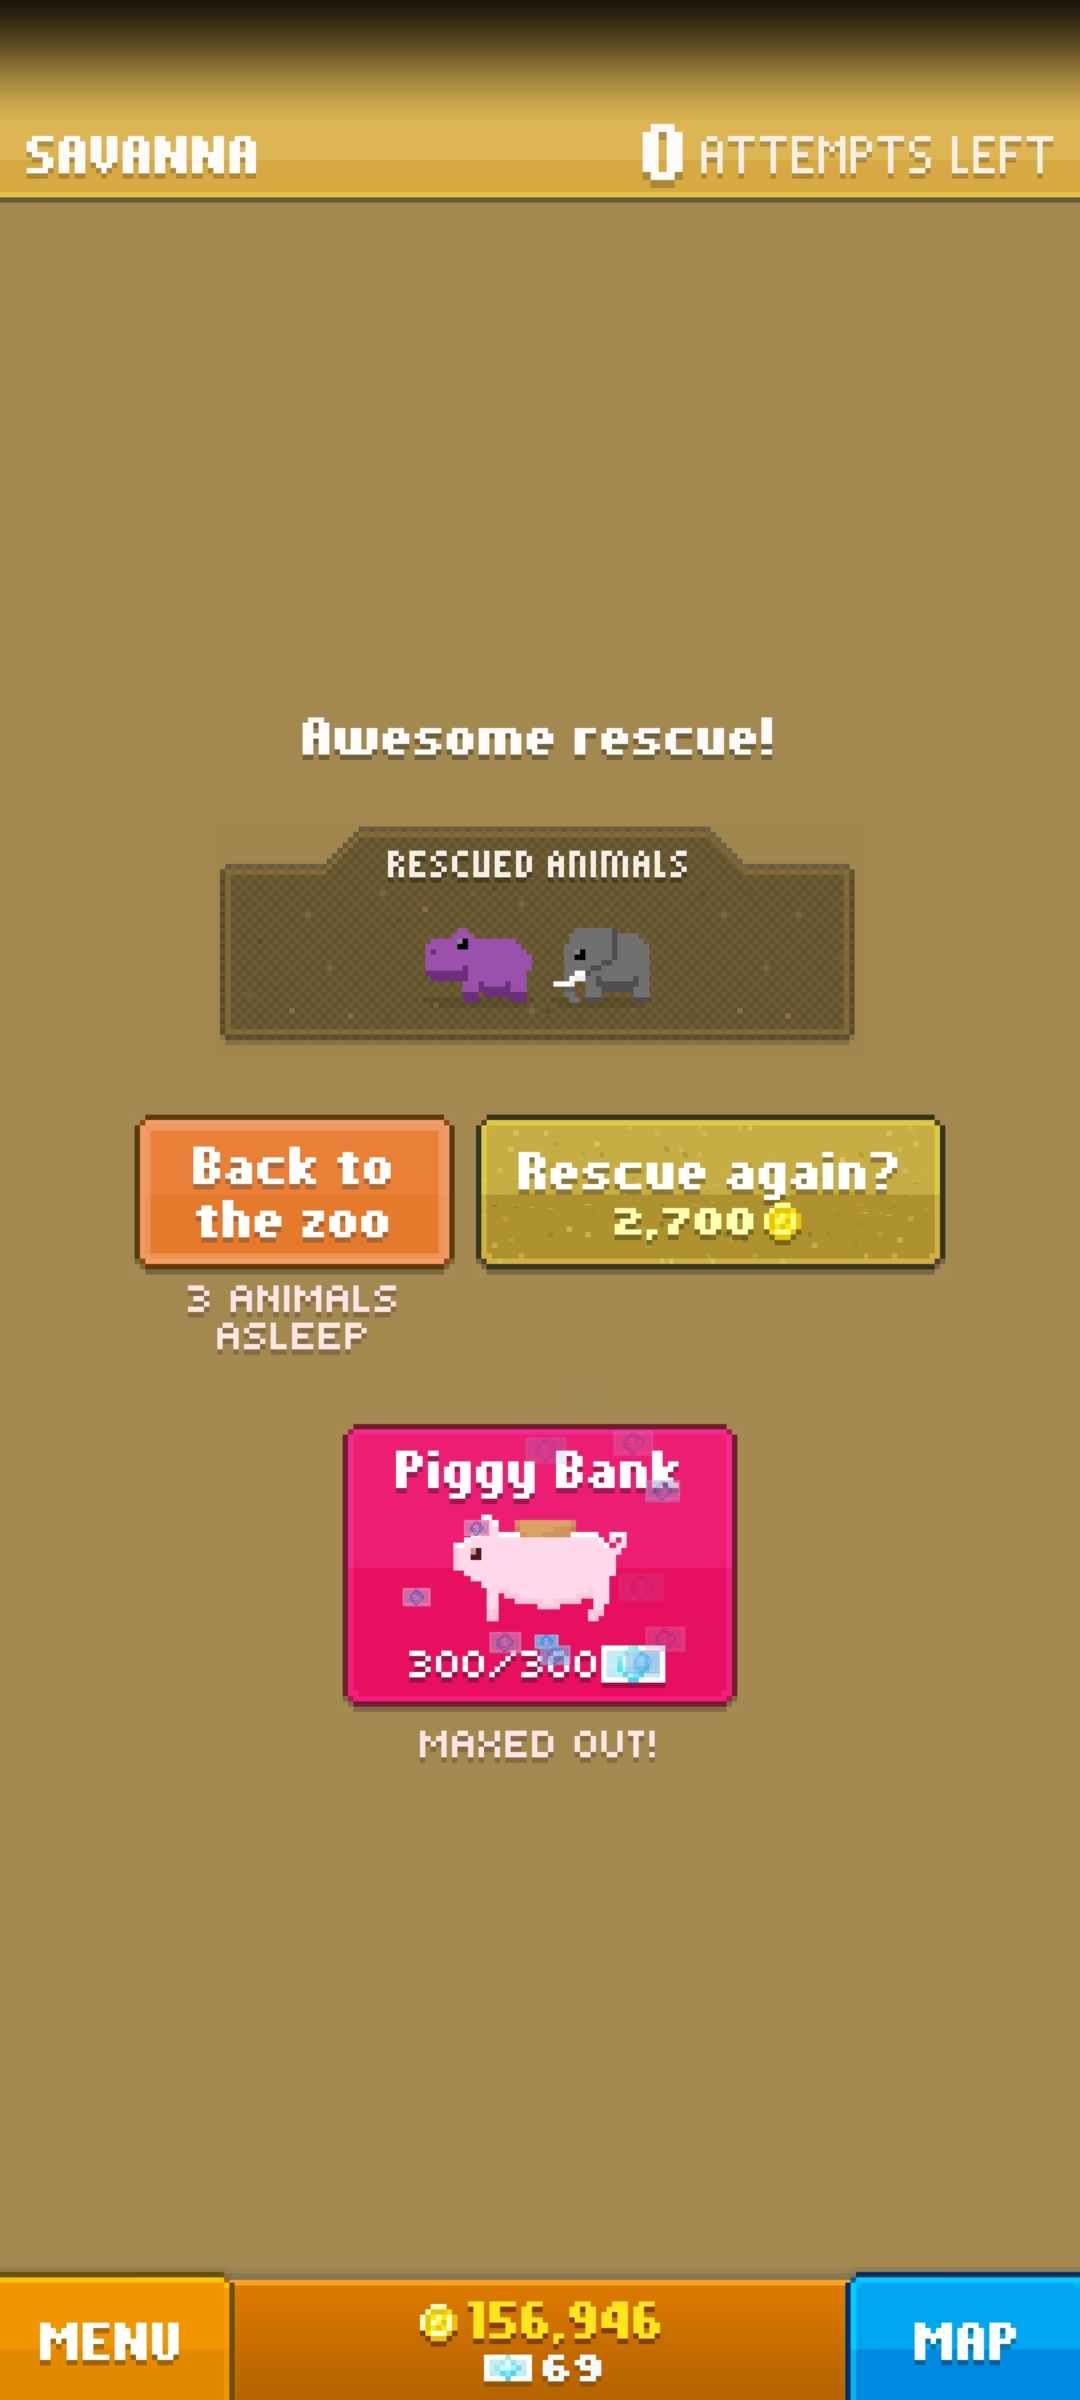 SAVANNA
0 ATTEMPTS LEFT
Awesome rescue!
RESCUED ANIMALS
Back to
the zoo
Rescue again?
2,700
3 ANIMALS
ASLEEP
Piggy Bank
300/300
MAXED OUT!
MENU
156,946
69
MAP